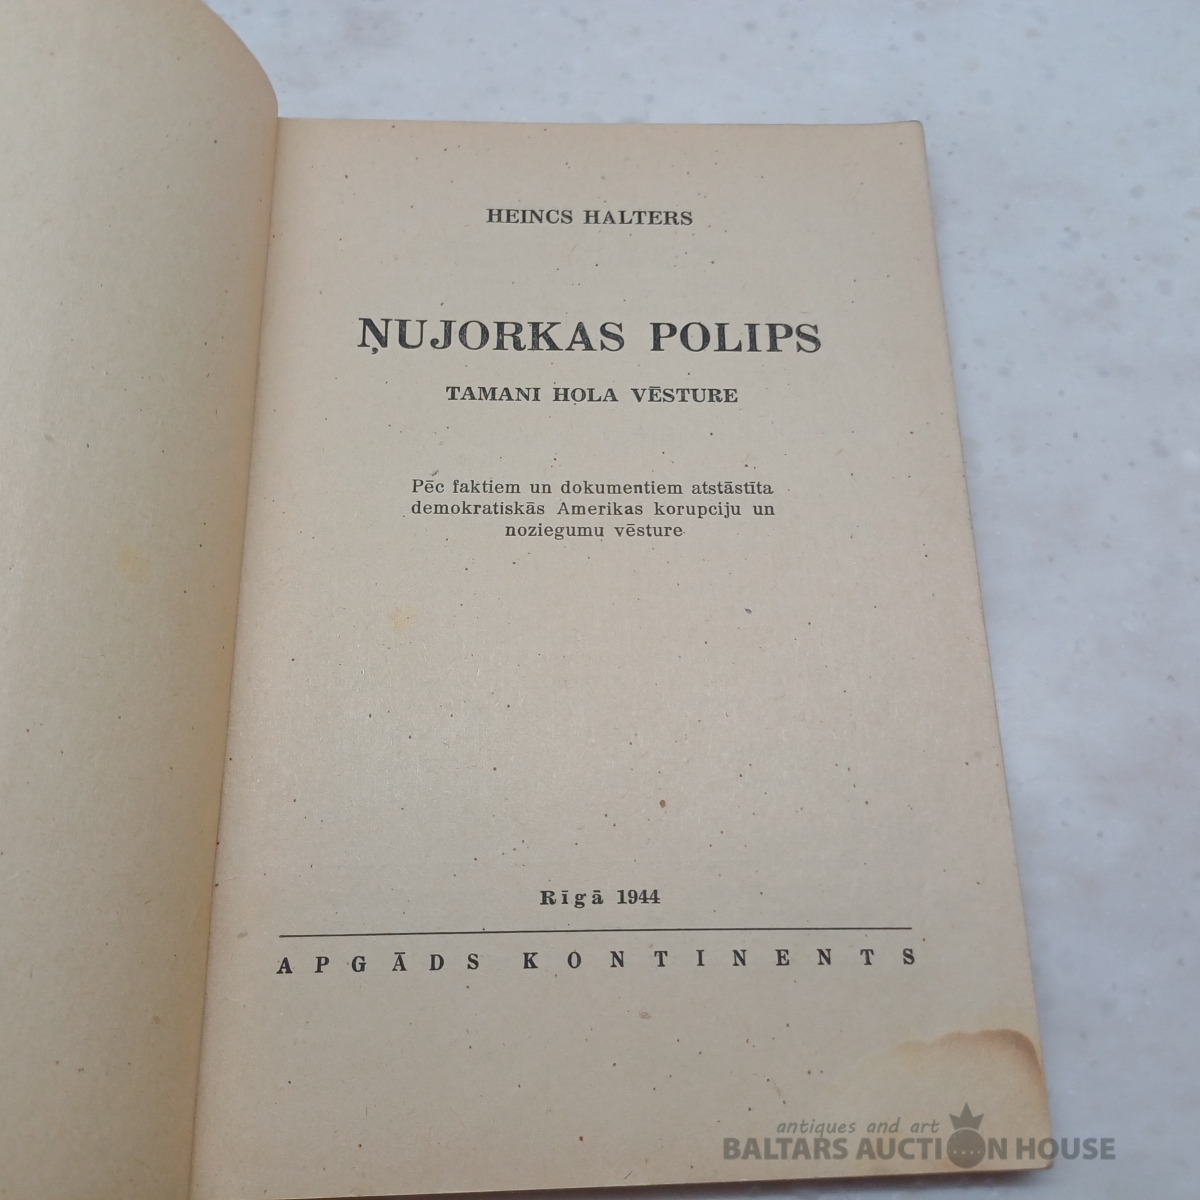 HEINCS HALTERS
ŅUJORKAS POLIPS
TAMANI HOLA VĒSTURE
Pēc faktiem un dokumentiem atstāstīta
demokratiskās Amerikas korupciju un
noziegumu vēsture
Rīgā 1944
APGĀDS KONTINENTS
antiques and art
BALTARS AUCTION HOUSE